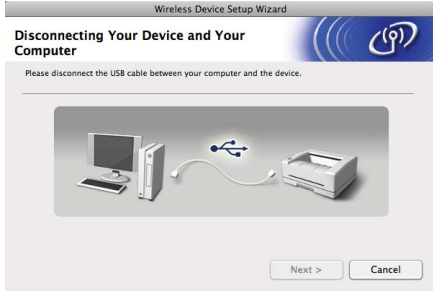 Wireless Device Setup Wizard
Disconnecting Your Device and Your
Computer
Please disconnect the USB cable between your computer and the device.
Next >
Cancel